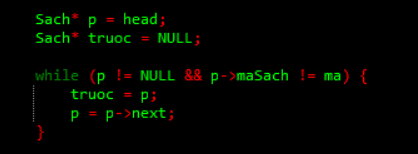 Sach* p = head;
Sach* truoc = NULL;
while (p != NULL && p->maSach != ma) {
truoc = p;
p = p->next;
}